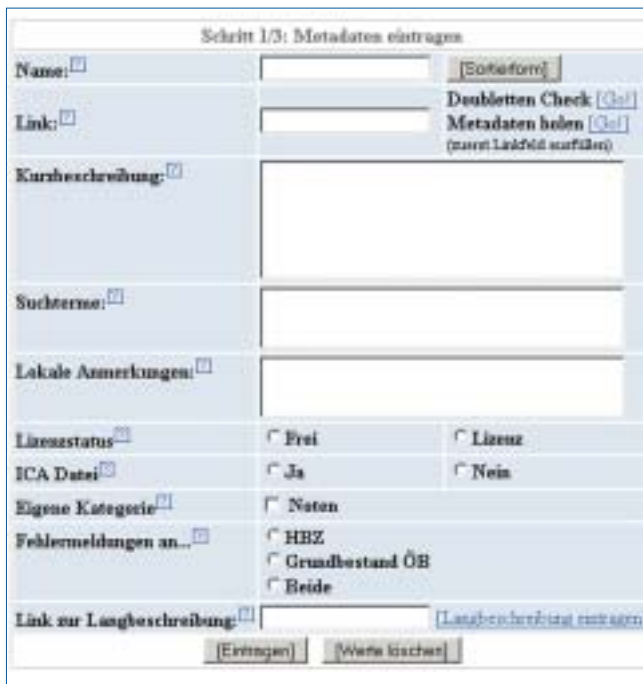 Schritt 1/3: Metadaten eintragen
Name: [?] [Sortierform]
Link: [?] Doubletten Check [Go!]
Metadaten holen [Go!]
(zuerst Linkfeld ausfüllen)
Kurzbeschreibung: [?]
Suchterme: [?]
Lokale Anmerkungen: [?]
Lizenzstatus [?] Frei Lizenz
ICA Datei [?] Ja Nein
Eigene Kategorie [?] Noten
Fehlermeldungen an... [?] HBZ
Grundbestand ÖB
Beide
Link zur Langbeschreibung: [?] [Langbeschreibung eintragen
[Eintragen] [Werte löschen]